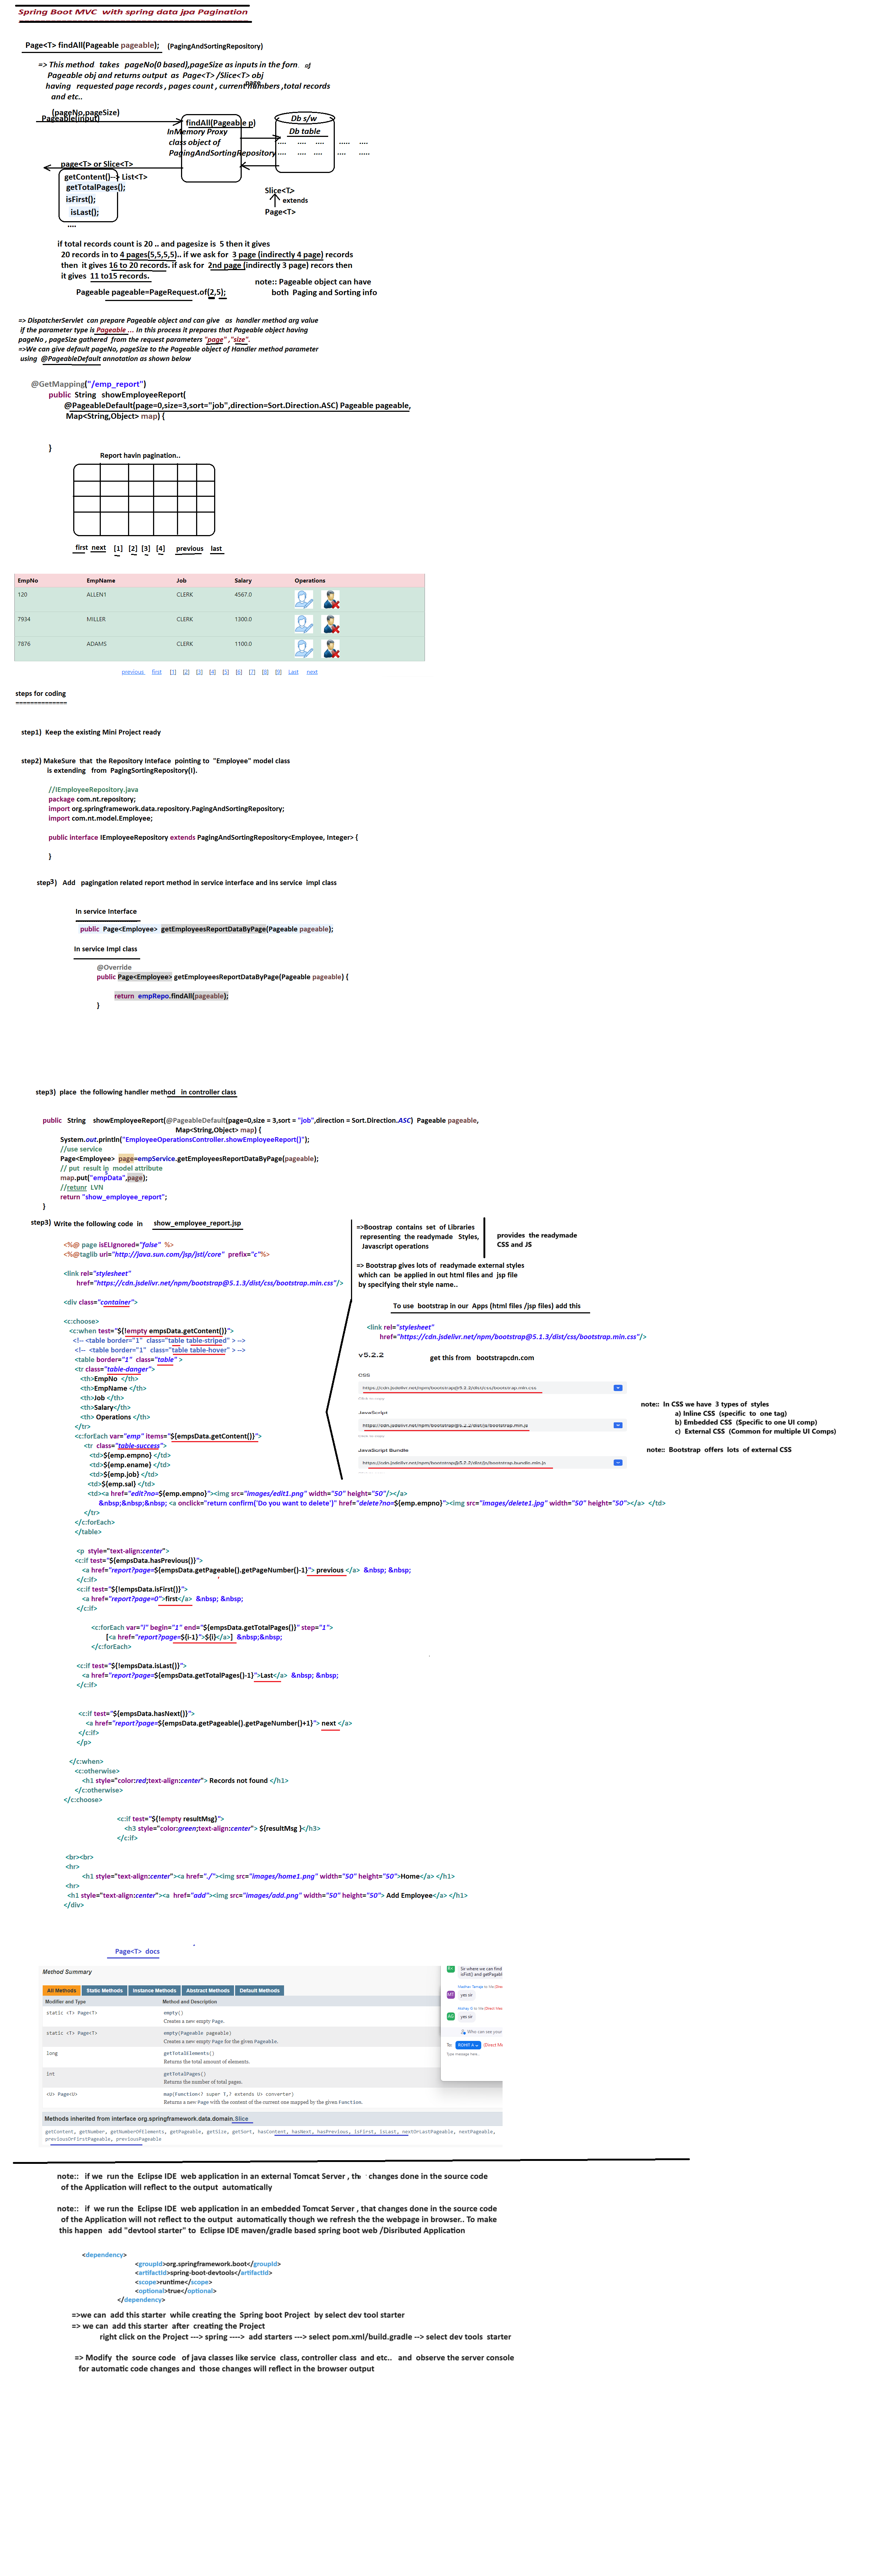 Spring Boot MVC with spring data jpa Pagination
Page<T> findAll(Pageable pageable); (PagingAndSortingRepository)
=> This method takes pageNo(0 based),pageSize as inputs in the form of
Pageable obj and returns output as Page<T> /Slice<T> obj
having requested page records , pages count , current page numbers ,total records
and etc..
(pageNo,pageSize)
Pageable(input)
findAll(Pageable p)
InMemory Proxy
class object of
PagingAndSortingRepository
Db s/w
Db table
.... .... .... ..... ....
.... .... .... .... .....
page<T> or Slice<T>
getContent()--> List<T>
getTotalPages();
isFirst();
isLast();
....
Slice<T>
extends
Page<T>
if total records count is 20 .. and pagesize is 5 then it gives
20 records in to 4 pages(5,5,5,5).. if we ask for 3 page (indirectly 4 page) records
then it gives 16 to 20 records. if ask for 2nd page (indirectly 3 page) recors then
it gives 11 to15 records.
note:: Pageable object can have
both Paging and Sorting info
Pageable pageable=PageRequest.of(2,5);
=> DispatcherServlet can prepare Pageable object and can give as handler method arg value
if the parameter type is Pageable ... In this process it prepares that Pageable object having
pageNo , pageSize gathered from the request parameters "page" ,"size".
=>We can give default pageNo, pageSize to the Pageable object of Handler method parameter
using @PageableDefault annotation as shown below
@GetMapping("/emp_report")
public String showEmployeeReport(
@PageableDefault(page=0,size=3,sort="job",direction=Sort.Direction.ASC) Pageable pageable,
Map<String,Object> map) {
}
Report havin pagination..
first next [1] [2] [3] [4] previous last
EmpNo EmpName Job Salary Operations
120 ALLEN1 CLERK 4567.0
7934 MILLER CLERK 1300.0
7876 ADAMS CLERK 1100.0
previous first [1] [2] [3] [4] [5] [6] [7] [8] [9] Last next
steps for coding
==============
step1) Keep the existing Mini Project ready
step2) MakeSure that the Repository Inteface pointing to "Employee" model class
is extending from PagingSortingRepository(I).
//IEmployeeRepository.java
package com.nt.repository;
import org.springframework.data.repository.PagingAndSortingRepository;
import com.nt.model.Employee;
public interface IEmployeeRepository extends PagingAndSortingRepository<Employee, Integer> {
}
step3) Add pagingation related report method in service interface and ins service impl class
In service Interface
public Page<Employee> getEmployeesReportDataByPage(Pageable pageable);
In service Impl class
@Override
public Page<Employee> getEmployeesReportDataByPage(Pageable pageable) {
return empRepo.findAll(pageable);
}
step3) place the following handler method in controller class
public String showEmployeeReport(@PageableDefault(page=0,size = 3,sort = "job",direction = Sort.Direction.ASC) Pageable pageable,
Map<String,Object> map) {
System.out.println("EmployeeOperationsController.showEmployeeReport()");
//use service
Page<Employee> page=empService.getEmployeesReportDataByPage(pageable);
// put result in model attribute
map.put("empsData",page);
//retunr LVN
return "show_employee_report";
}
step3) Write the following code in show_employee_report.jsp
<%@ page isELIgnored="false" %>
<%@taglib uri="http://java.sun.com/jsp/jstl/core" prefix="c"%>
<link rel="stylesheet"
href="https://cdn.jsdelivr.net/npm/bootstrap@5.1.3/dist/css/bootstrap.min.css"/>
<div class="container">
<c:choose>
<c:when test="${!empty empsData.getContent()}">
<!-- <table border="1" class="table table-striped" > -->
<!-- <table border="1" class="table table-hover" > -->
<table border="1" class="table" >
<tr class="table-danger">
<th>EmpNo </th>
<th>EmpName </th>
<th>Job </th>
<th>Salary</th>
<th> Operations </th>
</tr>
<c:forEach var="emp" items="${empsData.getContent()}">
<tr class="table-success">
<td>${emp.empno} </td>
<td>${emp.ename} </td>
<td>${emp.job} </td>
<td>${emp.sal} </td>
<td><a href="edit?no=${emp.empno}"><img src="images/edit1.png" width="50" height="50"/></a>
&nbsp;&nbsp;&nbsp; <a onclick="return confirm('Do you want to delete')" href="delete?no=${emp.empno}"><img src="images/delete1.jpg" width="50" height="50"></a> </td>
</tr>
</c:forEach>
</table>
=>Boostrap contains set of Libraries
representing the readymade Styles,
Javascript operations
provides the readymade
CSS and JS
=> Bootstrap gives lots of readymade external styles
which can be applied in out html files and jsp file
by specifying their style name..
To use bootstrap in our Apps (html files /jsp files) add this
<link rel="stylesheet"
href="https://cdn.jsdelivr.net/npm/bootstrap@5.1.3/dist/css/bootstrap.min.css"/>
v5.2.2
get this from bootstrapcdn.com
CSS
https://cdn.jsdelivr.net/npm/bootstrap@5.2.2/dist/css/bootstrap.min.css
Click to copy
JavaScript
https://cdn.jsdelivr.net/npm/bootstrap@5.2.2/dist/js/bootstrap.min.js
Click to copy
JavaScript Bundle
https://cdn.jsdelivr.net/npm/bootstrap@5.2.2/dist/js/bootstrap.bundle.min.js
note:: In CSS we have 3 types of styles
a) Inline CSS (specific to one tag)
b) Embedded CSS (Specific to one UI comp)
c) External CSS (Common for multiple UI Comps)
note:: Bootstrap offers lots of external CSS
<p style="text-align:center">
<c:if test="${empsData.hasPrevious()}">
<a href="report?page=${empsData.getPageable().getPageNumber()-1}"> previous </a> &nbsp; &nbsp;
</c:if>
<c:if test="${!empsData.isFirst()}">
<a href="report?page=0">first</a> &nbsp; &nbsp;
</c:if>
<c:forEach var="i" begin="1" end="${empsData.getTotalPages()}" step="1">
[<a href="report?page=${i-1}">${i}</a>] &nbsp;&nbsp;
</c:forEach>
<c:if test="${!empsData.isLast()}">
<a href="report?page=${empsData.getTotalPages()-1}">Last</a> &nbsp; &nbsp;
</c:if>
<c:if test="${empsData.hasNext()}">
<a href="report?page=${empsData.getPageable().getPageNumber()+1}"> next </a>
</c:if>
</p>
</c:when>
<c:otherwise>
<h1 style="color:red;text-align:center"> Records not found </h1>
</c:otherwise>
</c:choose>
<c:if test="${!empty resultMsg}">
<h3 style="color:green;text-align:center"> ${resultMsg }</h3>
</c:if>
<br><br>
<hr>
<h1 style="text-align:center"><a href="./"><img src="images/home1.png" width="50" height="50">Home</a> </h1>
<hr>
<h1 style="text-align:center"><a href="add"><img src="images/add.png" width="50" height="50"> Add Employee</a> </h1>
</div>
Page<T> docs
Method Summary
All Methods Static Methods Instance Methods Abstract Methods Default Methods
Modifier and Type Method and Description
static <T> Page<T> empty()
Creates a new empty Page.
static <T> Page<T> empty(Pageable pageable)
Creates a new empty Page for the given Pageable.
long getTotalElements()
Returns the total amount of elements.
int getTotalPages()
Returns the number of total pages.
<U> Page<U> map(Function<? super T,? extends U> converter)
Returns a new Page with the content of the current one mapped by the given Function.
Methods inherited from interface org.springframework.data.domain.Slice
getContent, getNumber, getNumberOfElements, getPageable, getSize, getSort, hasContent, hasNext, hasPrevious, isFirst, isLast, nextOrLastPageable, nextPageable,
previousOrFirstPageable, previousPageable
Sir where we can find
isFist() and getPagabl
yes sir
yes sir
Who can see your
To: ROHIT A (Direct Me
Type message here
note:: if we run the Eclipse IDE web application in an external Tomcat Server , the changes done in the source code
of the Application will reflect to the output automatically
note:: if we run the Eclipse IDE web application in an embedded Tomcat Server , that changes done in the source code
of the Application will not reflect to the output automatically though we refresh the the webpage in browser.. To make
this happen add "devtool starter" to Eclipse IDE maven/gradle based spring boot web /Disributed Application
<dependency>
<groupId>org.springframework.boot</groupId>
<artifactId>spring-boot-devtools</artifactId>
<scope>runtime</scope>
<optional>true</optional>
</dependency>
=>we can add this starter while creating the Spring boot Project by select dev tool starter
=> we can add this starter after creating the Project
right click on the Project ---> spring ----> add starters ---> select pom.xml/build.gradle --> select dev tools starter
=> Modify the source code of java classes like service class, controller class and etc.. and observe the server console
for automatic code changes and those changes will reflect in the browser output